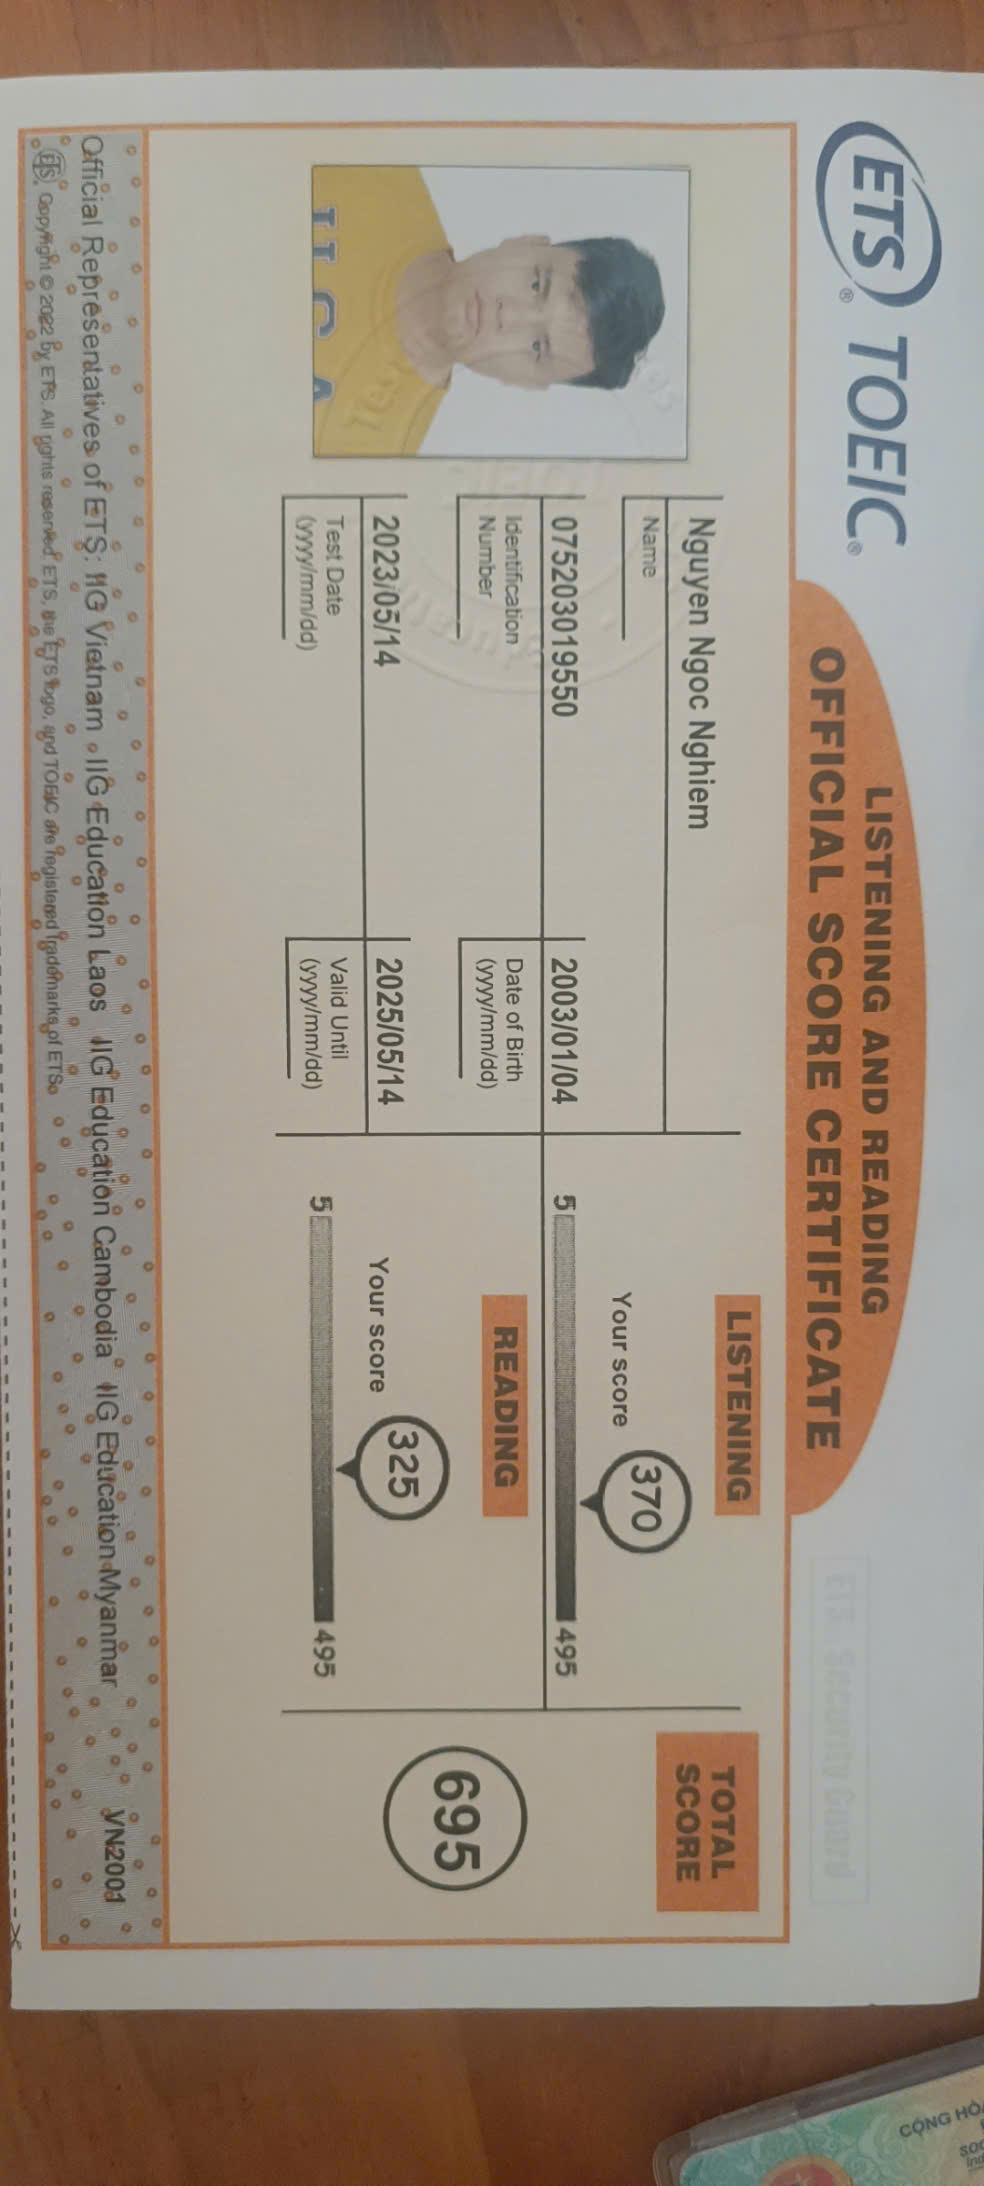 ETS® TOEIC®
LISTENING AND READING
OFFICIAL SCORE CERTIFICATE
ETS Security Guard
Nguyen Ngoc Nghiem
Name
075203019550
Identification
Number
2003/01/04
Date of Birth
(yyyy/mm/dd)
2023/05/14
Test Date
(yyyy/mm/dd)
2025/05/14
Valid Until
(yyyy/mm/dd)
LISTENING
Your score 370
5 495
READING
Your score 325
5 495
TOTAL
SCORE
695
Official Representatives of ETS: IIG Vietnam IIG Education Laos IIG Education Cambodia IIG Education Myanmar VN2001
ETS Copyright © 2022 by ETS. All rights reserved. ETS, the ETS logo, and TOEIC are registered trademarks of ETS.
CỘNG HÒA